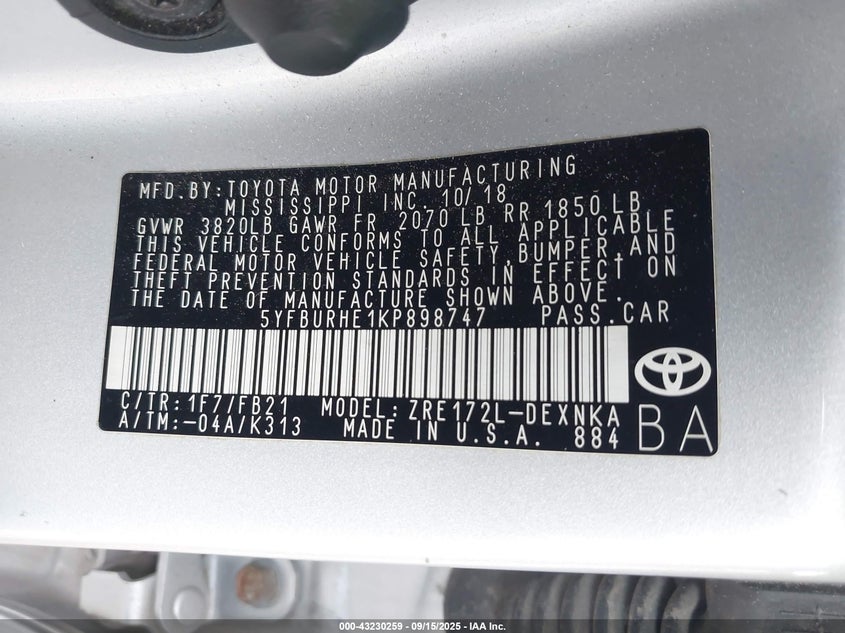 MFD.BY:TOYOTA MOTOR MANUFACTURING
MISSISSIPPI INC. 10/18
GVWR 3820LB GAWR FR 2070 LB RR 1850 LB
THIS VEHICLE CONFORMS TO ALL APPLICABLE
FEDERAL MOTOR VEHICLE SAFETY,BUMPER,AND
THEFT PREVENTION STANDARDS IN EFFECT ON
THE DATE OF MANUFACTURE SHOWN ABOVE.
5YFBURHE1KP898747 PASS.CAR
C/TR:1F7/FB21 MODEL:ZRE172L-DEXNKA
A/TM:-04A/K313 MADE IN U.S.A. 884
BA
000-43230259 - 09/15/2025 - IAA Inc.